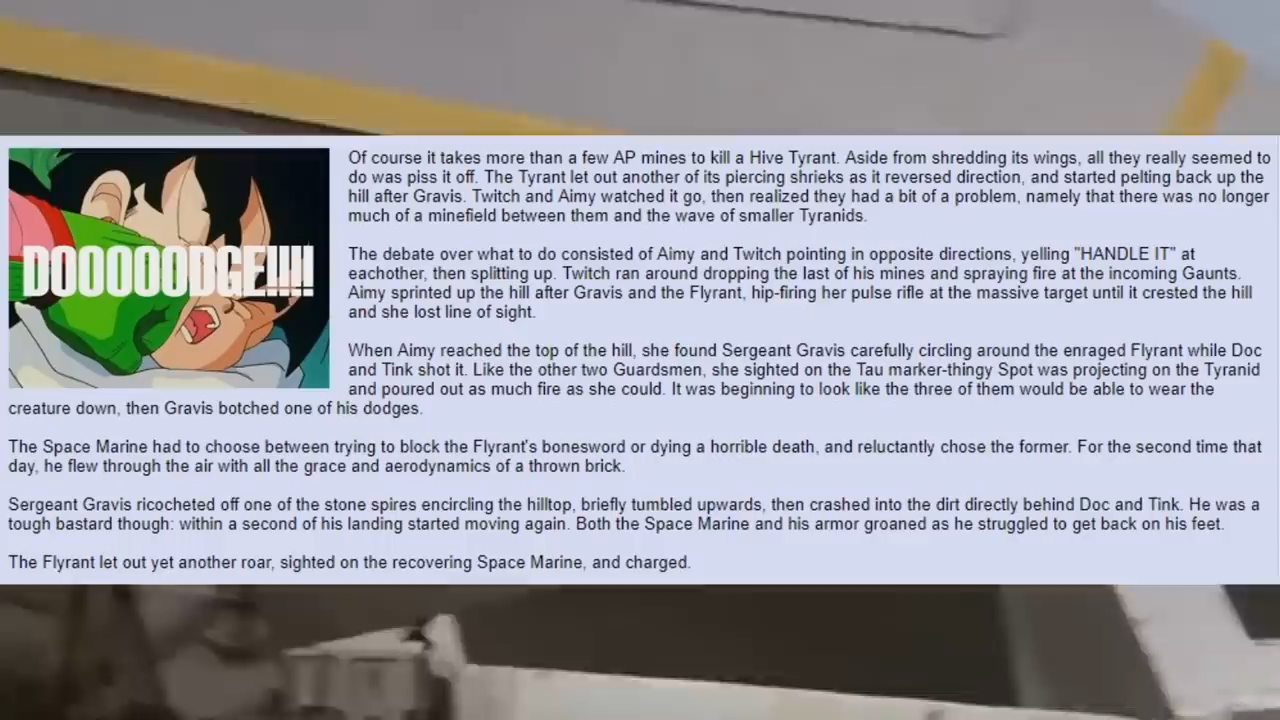 DOOOOODGE!!!!
Of course it takes more than a few AP mines to kill a Hive Tyrant. Aside from shredding its wings, all they really seemed to
do was piss it off. The Tyrant let out another of its piercing shrieks as it reversed direction, and started pelting back up the
hill after Gravis. Twitch and Aimy watched it go, then realized they had a bit of a problem, namely that there was no longer
much of a minefield between them and the wave of smaller Tyranids.
The debate over what to do consisted of Aimy and Twitch pointing in opposite directions, yelling "HANDLE IT" at
eachother, then splitting up. Twitch ran around dropping the last of his mines and spraying fire at the incoming Gaunts.
Aimy sprinted up the hill after Gravis and the Flyrant, hip-firing her pulse rifle at the massive target until it crested the hill
and she lost line of sight.
When Aimy reached the top of the hill, she found Sergeant Gravis carefully circling around the enraged Flyrant while Doc
and Tink shot it. Like the other two Guardsmen, she sighted on the Tau marker-thingy Spot was projecting on the Tyranid
and poured out as much fire as she could. It was beginning to look like the three of them would be able to wear the
creature down, then Gravis botched one of his dodges.
The Space Marine had to choose between trying to block the Flyrant's bonesword or dying a horrible death, and reluctantly chose the former. For the second time that
day, he flew through the air with all the grace and aerodynamics of a thrown brick.
Sergeant Gravis ricocheted off one of the stone spires encircling the hilltop, briefly tumbled upwards, then crashed into the dirt directly behind Doc and Tink. He was a
tough bastard though: within a second of his landing started moving again. Both the Space Marine and his armor groaned as he struggled to get back on his feet.
The Flyrant let out yet another roar, sighted on the recovering Space Marine, and charged.